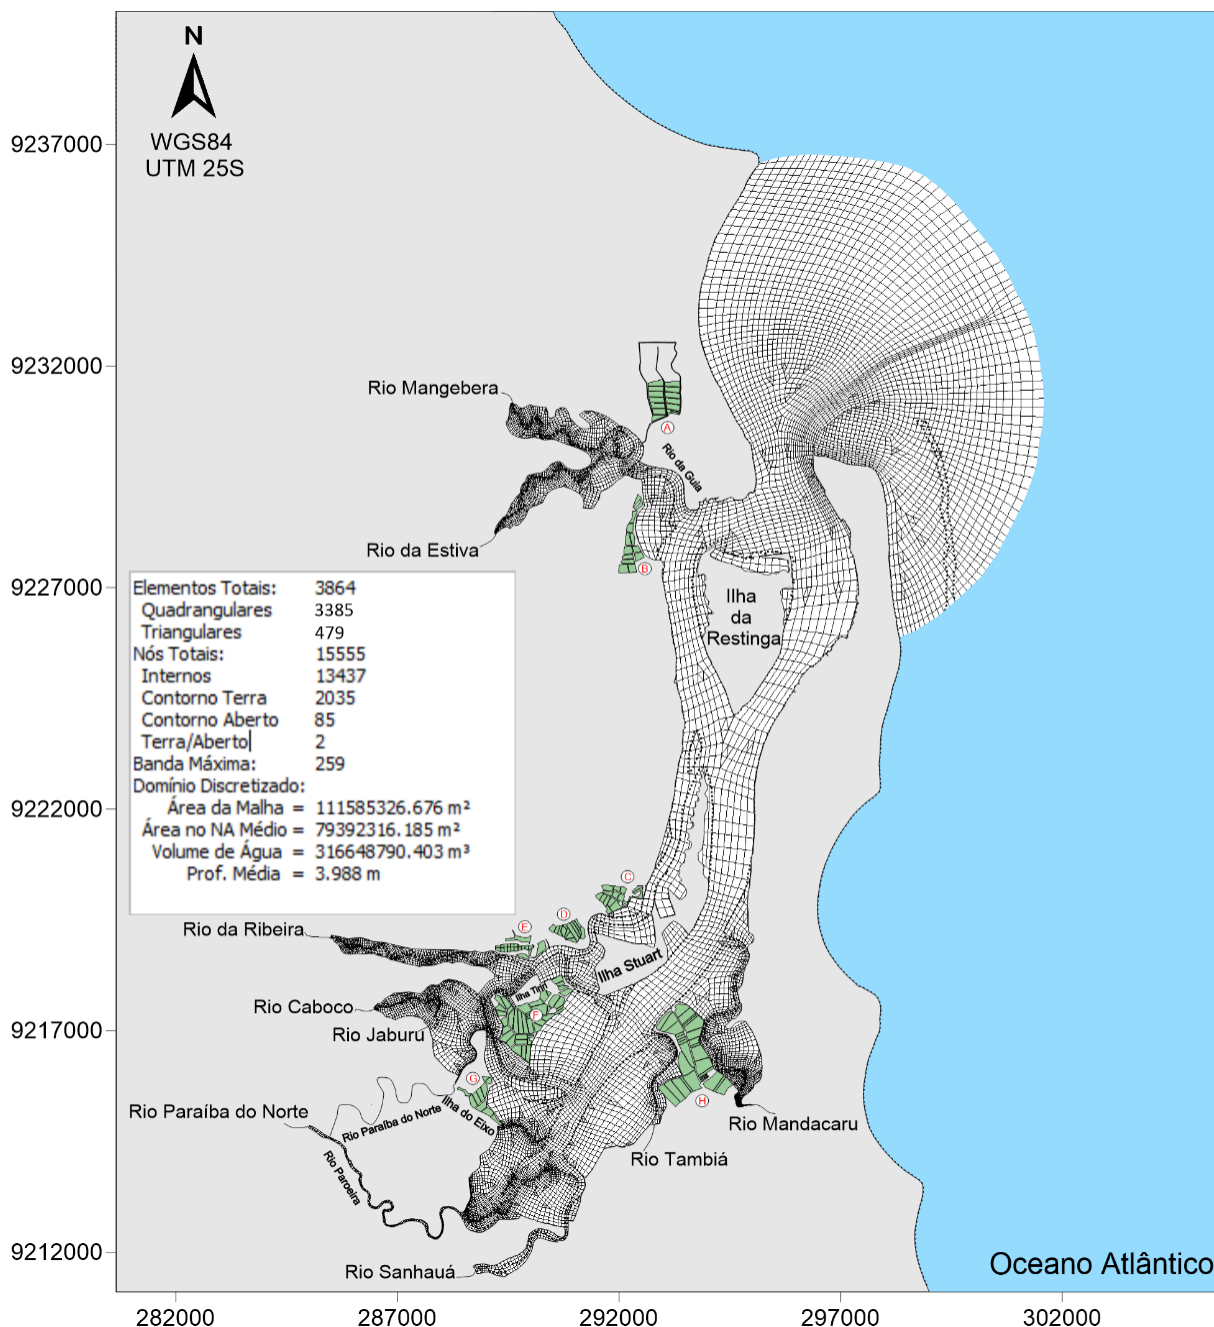 N
WGS84
UTM 25S
9237000
9232000
9227000
9222000
9217000
9212000
282000
287000
292000
297000
302000
Rio Mangebera
A
Rio da Guia
Rio da Estiva
B
Ilha
da
Restinga
Elementos Totais: 3864
Quadrangulares 3385
Triangulares 479
Nós Totais: 15555
Internos 13437
Contorno Terra 2035
Contorno Aberto 85
Terra/Aberto 2
Banda Máxima: 259
Domínio Discretizado:
Área da Malha = 111585326.676 m²
Área no NA Médio = 79392316.185 m²
Volume de Água = 316648790.403 m³
Prof. Média = 3.988 m
C
D
E
Rio da Ribeira
Ilha Stuart
Ilha Tiriri
Rio Caboco
F
Rio Jaburu
G
Rio Paraíba do Norte
Rio Paraíba do Norte
Ilha do Eixo
H
Rio Mandacaru
Rio Tambiá
Rio Paroeira
Rio Sanhauá
Oceano Atlântico